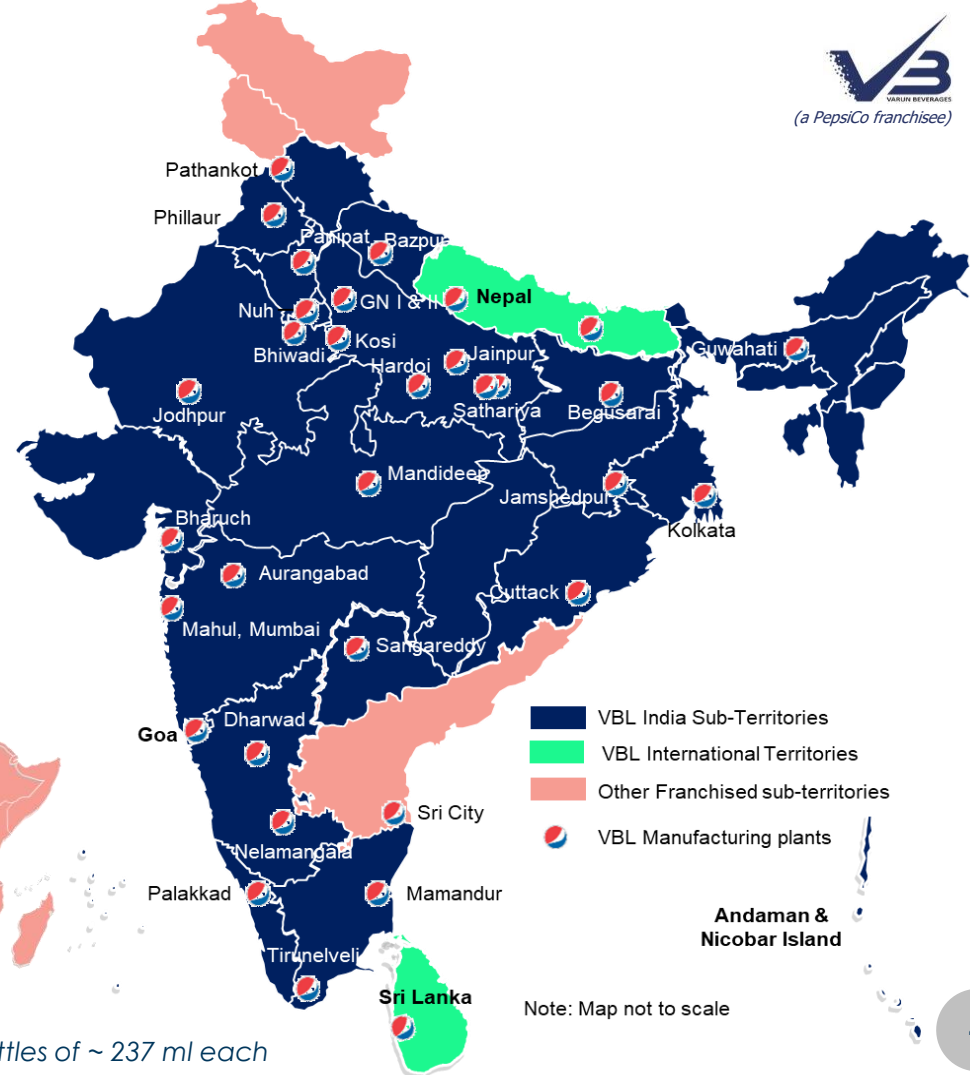 VB
VARUN BEVERAGES
(a PepsiCo franchisee)
Pathankot
Phillaur
Panipat
Bazpur
Nuh
GN I & II
Nepal
Bhiwadi
Kosi
Guwahati
Hardoi
Jainpur
Jodhpur
Sathariya
Begusarai
Mandideep
Jamshedpur
Kolkata
Bharuch
Aurangabad
Cuttack
Mahul, Mumbai
Sangareddy
Goa
Dharwad
VBL India Sub-Territories
VBL International Territories
Other Franchised sub-territories
VBL Manufacturing plants
Sri City
Nelamangala
Palakkad
Mamandur
Andaman &
Nicobar Island
Tirunelveli
Sri Lanka
Note: Map not to scale
ttles of ~ 237 ml each